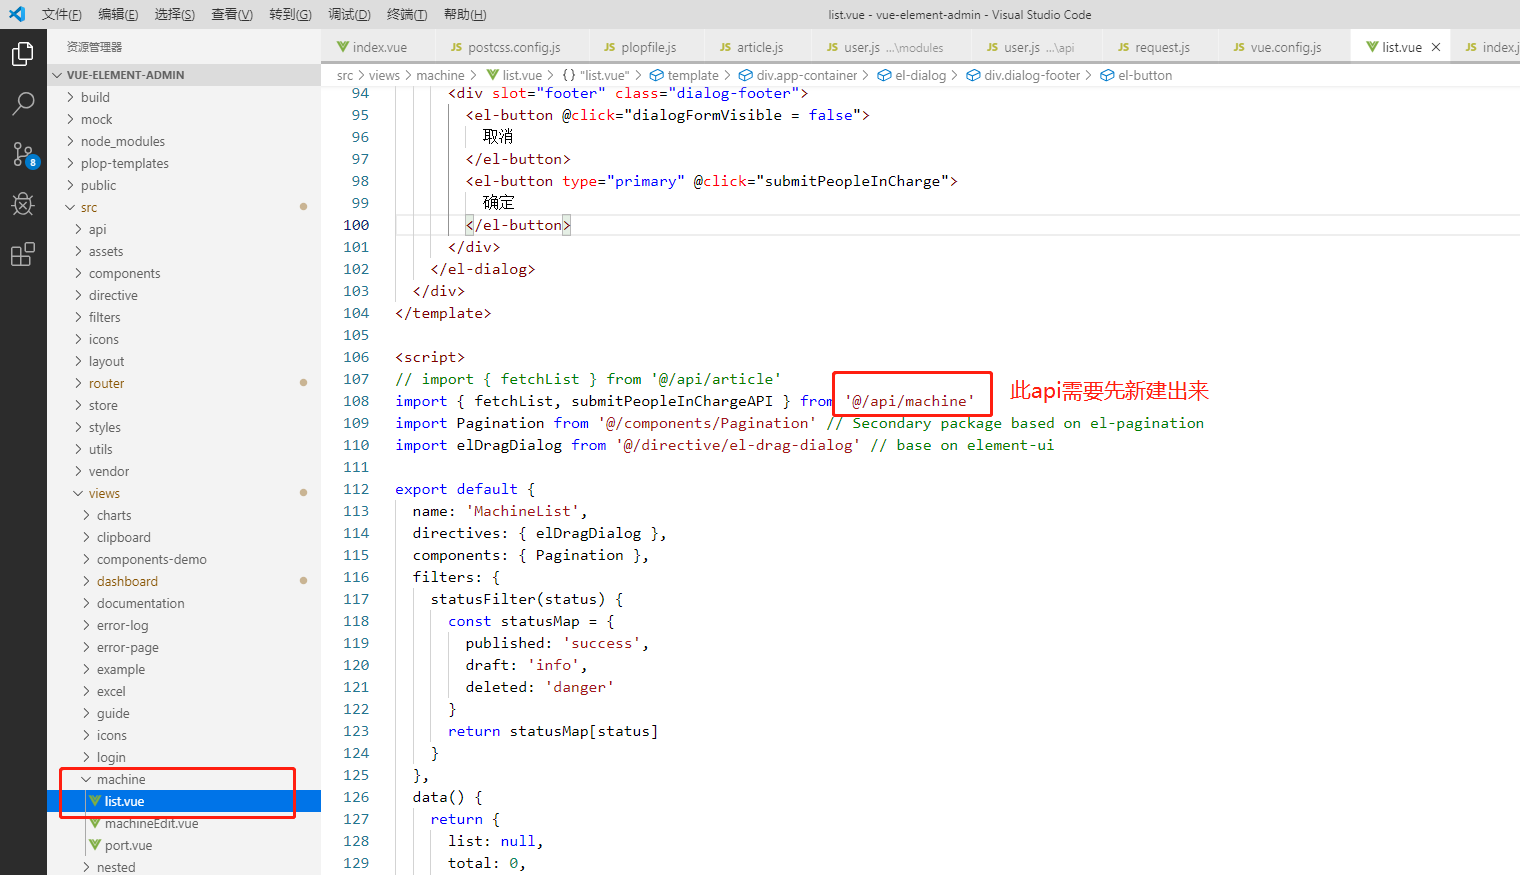 文件(F) 编辑(E) 选择(S) 查看(V) 转到(G) 调试(D) 终端(T) 帮助(H) list.vue - vue-element-admin - Visual Studio Code
资源管理器 index.vue JS postcss.config.js JS plopfile.js JS article.js JS user.js ...\modules JS user.js ...\api JS request.js JS vue.config.js list.vue × JS index.j
src > views > machine > list.vue > {} "list.vue" > template > div.app-container > el-dialog > div.dialog-footer > el-button
VUE-ELEMENT-ADMIN
build
mock
node_modules
plop-templates
public
src
api
assets
components
directive
filters
icons
layout
router
store
styles
utils
vendor
views
charts
clipboard
components-demo
dashboard
documentation
error-log
error-page
example
excel
guide
icons
login
machine
list.vue
machineEdit.vue
port.vue
nested
8
94 <div slot="footer" class="dialog-footer">
95 <el-button @click="dialogFormVisible = false">
96 取消
97 </el-button>
98 <el-button type="primary" @click="submitPeopleInCharge">
99 确定
100 </el-button>
101 </div>
102 </el-dialog>
103 </div>
104 </template>
105
106 <script>
107 // import { fetchList } from '@/api/article'
108 import { fetchList, submitPeopleInChargeAPI } from '@/api/machine' 此api需要先新建出来
109 import Pagination from '@/components/Pagination' // Secondary package based on el-pagination
110 import elDragDialog from '@/directive/el-drag-dialog' // base on element-ui
111
112 export default {
113 name: 'MachineList',
114 directives: { elDragDialog },
115 components: { Pagination },
116 filters: {
117 statusFilter(status) {
118 const statusMap = {
119 published: 'success',
120 draft: 'info',
121 deleted: 'danger'
122 }
123 return statusMap[status]
124 }
125 },
126 data() {
127 return {
128 list: null,
129 total: 0,